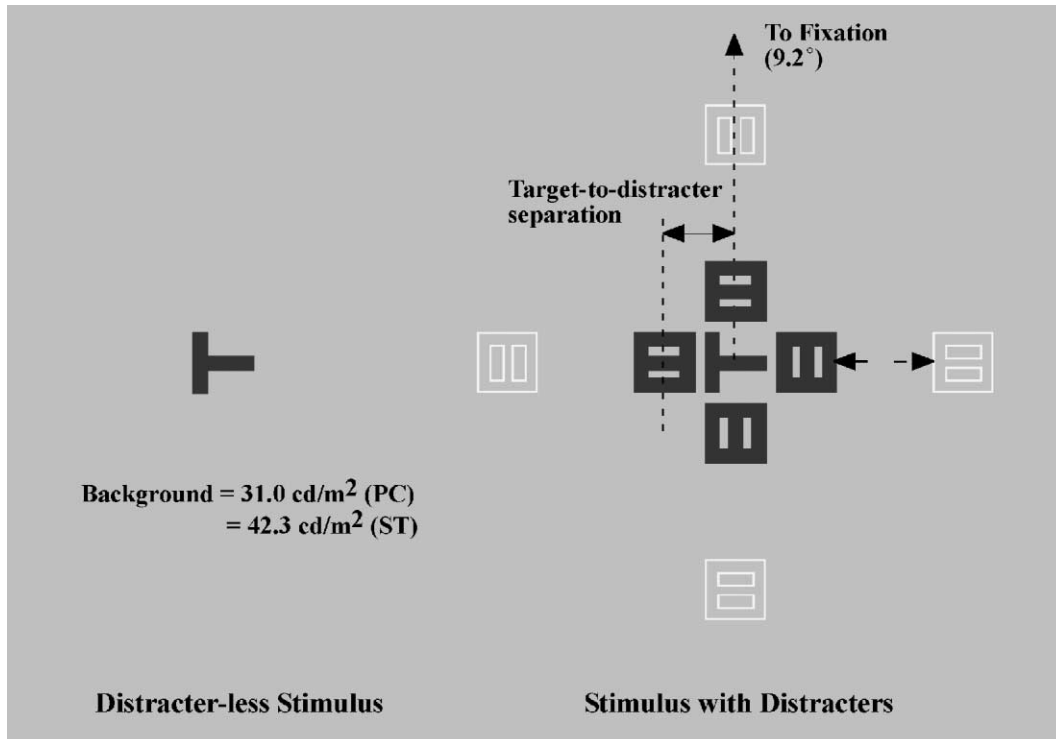 To Fixation
(9.2°)
Target-to-distracter
separation
Background = 31.0 cd/m² (PC)
= 42.3 cd/m² (ST)
Distracter-less Stimulus
Stimulus with Distracters